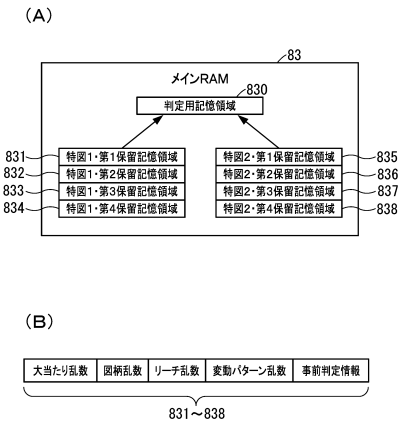 (A)
83
メインRAM
830
判定用記憶領域
831 特図1・第1保留記憶領域
832 特図1・第2保留記憶領域
833 特図1・第3保留記憶領域
834 特図1・第4保留記憶領域
特図2・第1保留記憶領域 835
特図2・第2保留記憶領域 836
特図2・第3保留記憶領域 837
特図2・第4保留記憶領域 838
(B)
大当たり乱数 図柄乱数 リーチ乱数 変動パターン乱数 事前判定情報
831～838